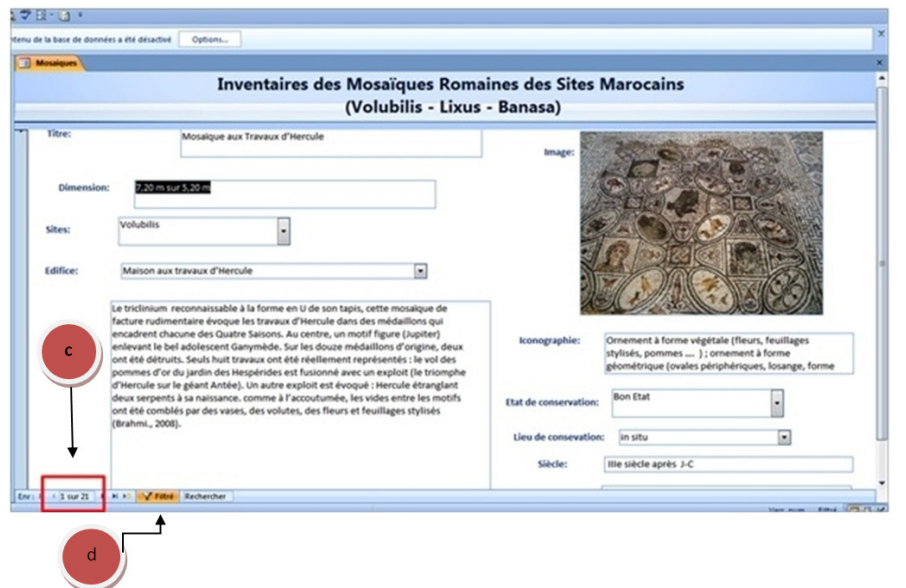 tenu de la base de données a été désactivé Options...
Mosaiques
Inventaires des Mosaïques Romaines des Sites Marocains
(Volubilis - Lixus - Banasa)
Titre: Mosaïque aux Travaux d'Hercule
Image:
Dimension: 7,20 m sur 5,20 m
Sites: Volubilis
Edifice: Maison aux travaux d'Hercule
Le triclinium reconnaissable à la forme en U de son tapis, cette mosaïque de
facture rudimentaire évoque les travaux d'Hercule dans des médaillons qui
encadrent chacune des Quatre Saisons. Au centre, un motif figure (Jupiter)
enlevant le bel adolescent Ganymède. Sur les douze médaillons d'origine, deux
ont été détruits. Seuls huit travaux ont été réellement représentés : le vol des
pommes d'or du jardin des Hespérides est fusionné avec un exploit (le triomphe
d'Hercule sur le géant Antée). Un autre exploit est évoqué : Hercule étranglant
deux serpents à sa naissance. comme à l'accoutumée, les vides entre les motifs
ont été comblés par des vases, des volutes, des fleurs et feuillages stylisés
(Brahmi., 2008).
Iconographie: Ornement à forme végétale (fleurs, feuillages
stylisés, pommes .... ) ; ornement à forme
géométrique (ovales périphériques, losange, forme
Etat de conservation: Bon Etat
Lieu de consevation: in situ
Siècle: IIIe siècle après J-C
c
Enr : 1 sur 21 Filtré Rechercher
d